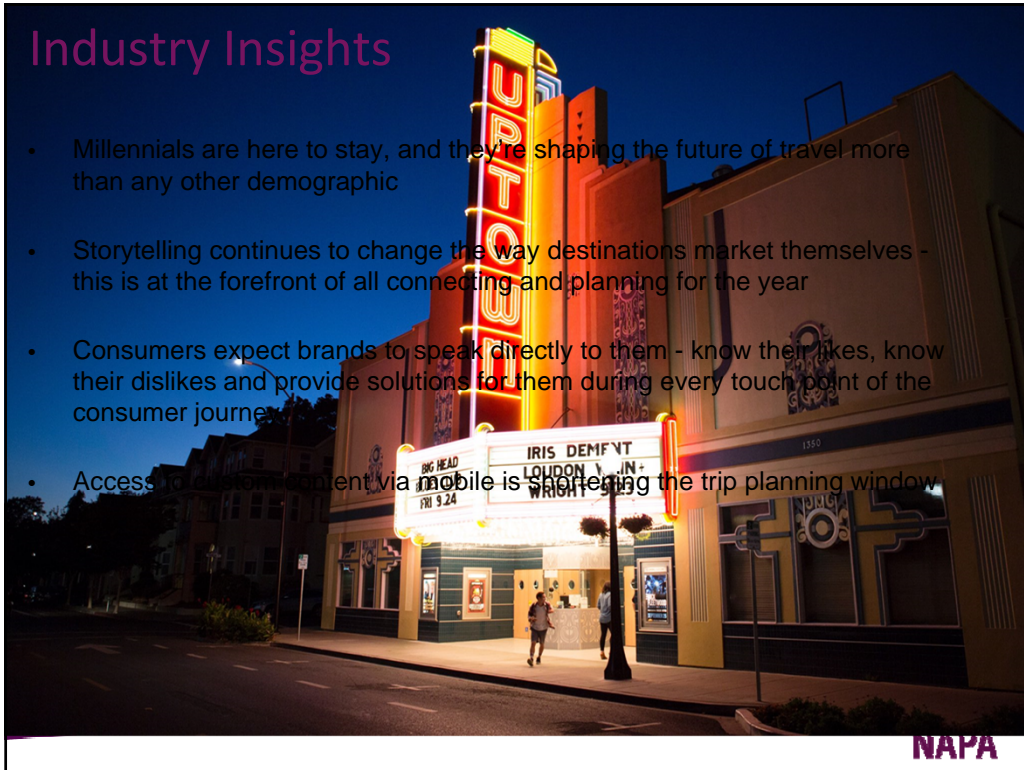 Industry Insights
UPTOWN
• Millennials are here to stay, and they're shaping the future of travel more
than any other demographic
• Storytelling continues to change the way destinations market themselves -
this is at the forefront of all connecting and planning for the year
• Consumers expect brands to speak directly to them - know their likes, know
their dislikes and provide solutions for them during every touch point of the
consumer journey
• Access to custom content via mobile is shortening the trip planning window
BIG HEAD
FRI 9.24
IRIS DEMENT
LOUDON
WRIGHT
1350
NAPA